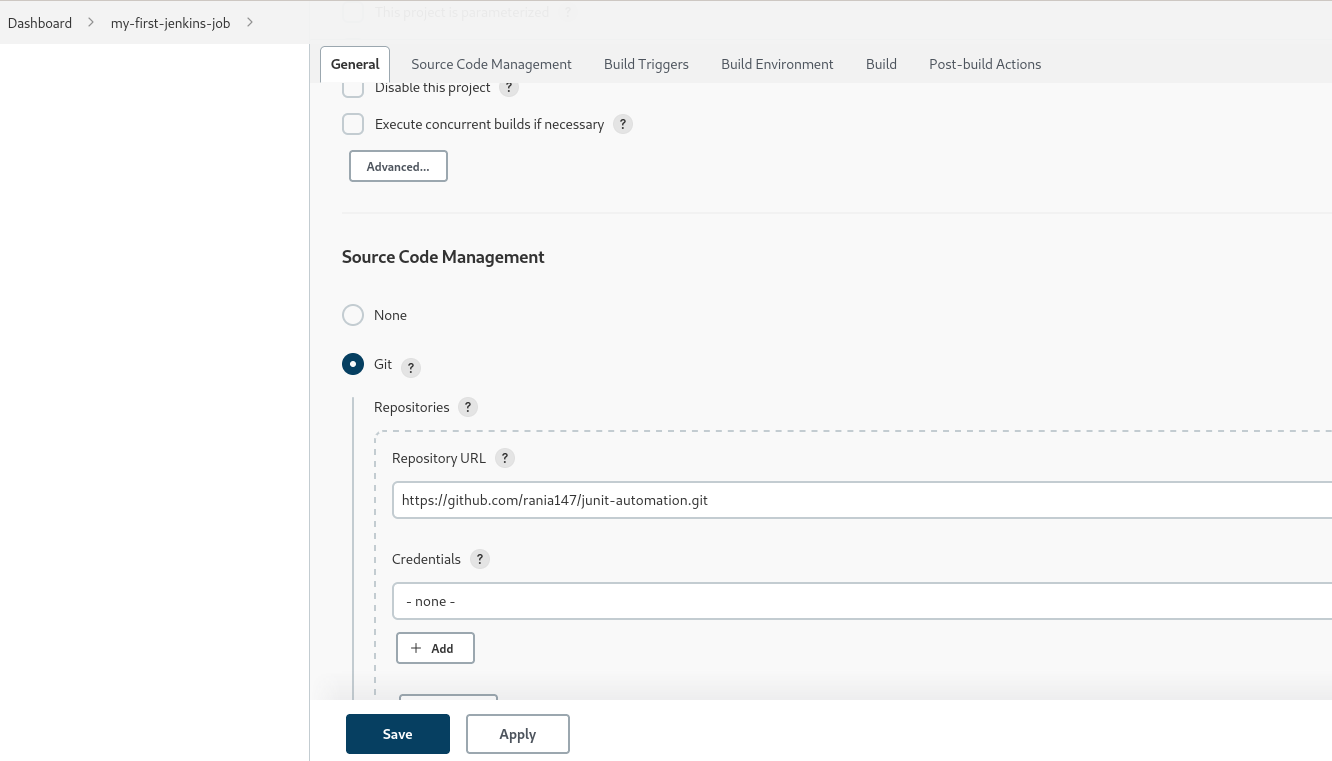 This project is parameterized ?
Dashboard > my-first-jenkins-job >
General Source Code Management Build Triggers Build Environment Build Post-build Actions
Disable this project ?
Execute concurrent builds if necessary ?
Advanced...
Source Code Management
None
Git ?
Repositories ?
Repository URL ?
https://github.com/rania147/junit-automation.git
Credentials ?
- none -
+ Add
Save Apply